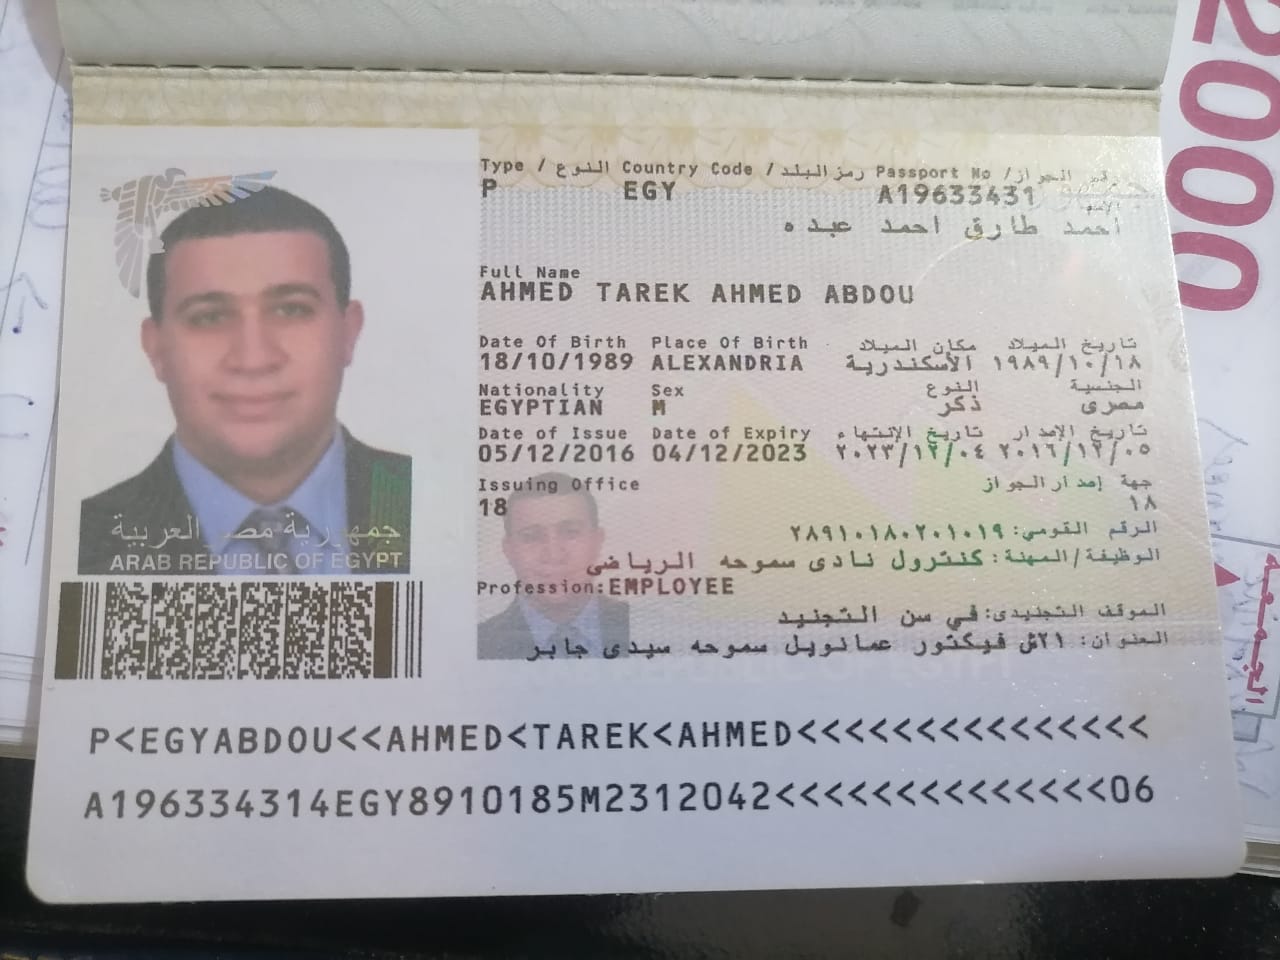 2000
Type / النوع Country Code / رمز البلد Passport No / رقم الجواز
P EGY A19633431
الاسم
احمد طارق احمد عبده
Full Name
AHMED TAREK AHMED ABDOU
Date Of Birth Place Of Birth مكان الميلاد تاريخ الميلاد
18/10/1989 ALEXANDRIA الأسكندرية ١٩٨٩/١٠/١٨
Nationality Sex النوع الجنسية
EGYPTIAN M ذكر مصرى
Date of Issue Date of Expiry تاريخ الإنتهاء تاريخ الإصدار
05/12/2016 04/12/2023 ٢٠٢٣/١٢/٠٤ ٢٠١٦/١٢/٠٥
Issuing Office جهة إصدار الجواز
18 ١٨
الرقم القومى: ٢٨٩١٠١٨٠٢٠١٠١٩
الوظيفة/المهنة: كنترول نادى سموحه الرياضى
Profession:EMPLOYEE
الموقف التجنيدى: في سن التجنيد
العنوان: ٢١ش فيكتور عمانويل سموحه سيدى جابر
جمهورية مصر العربية
ARAB REPUBLIC OF EGYPT
P<EGYABDOU<<AHMED<TAREK<AHMED<<<<<<<<<<<<<<<
A196334314EGY8910185M2312042<<<<<<<<<<<<<<06